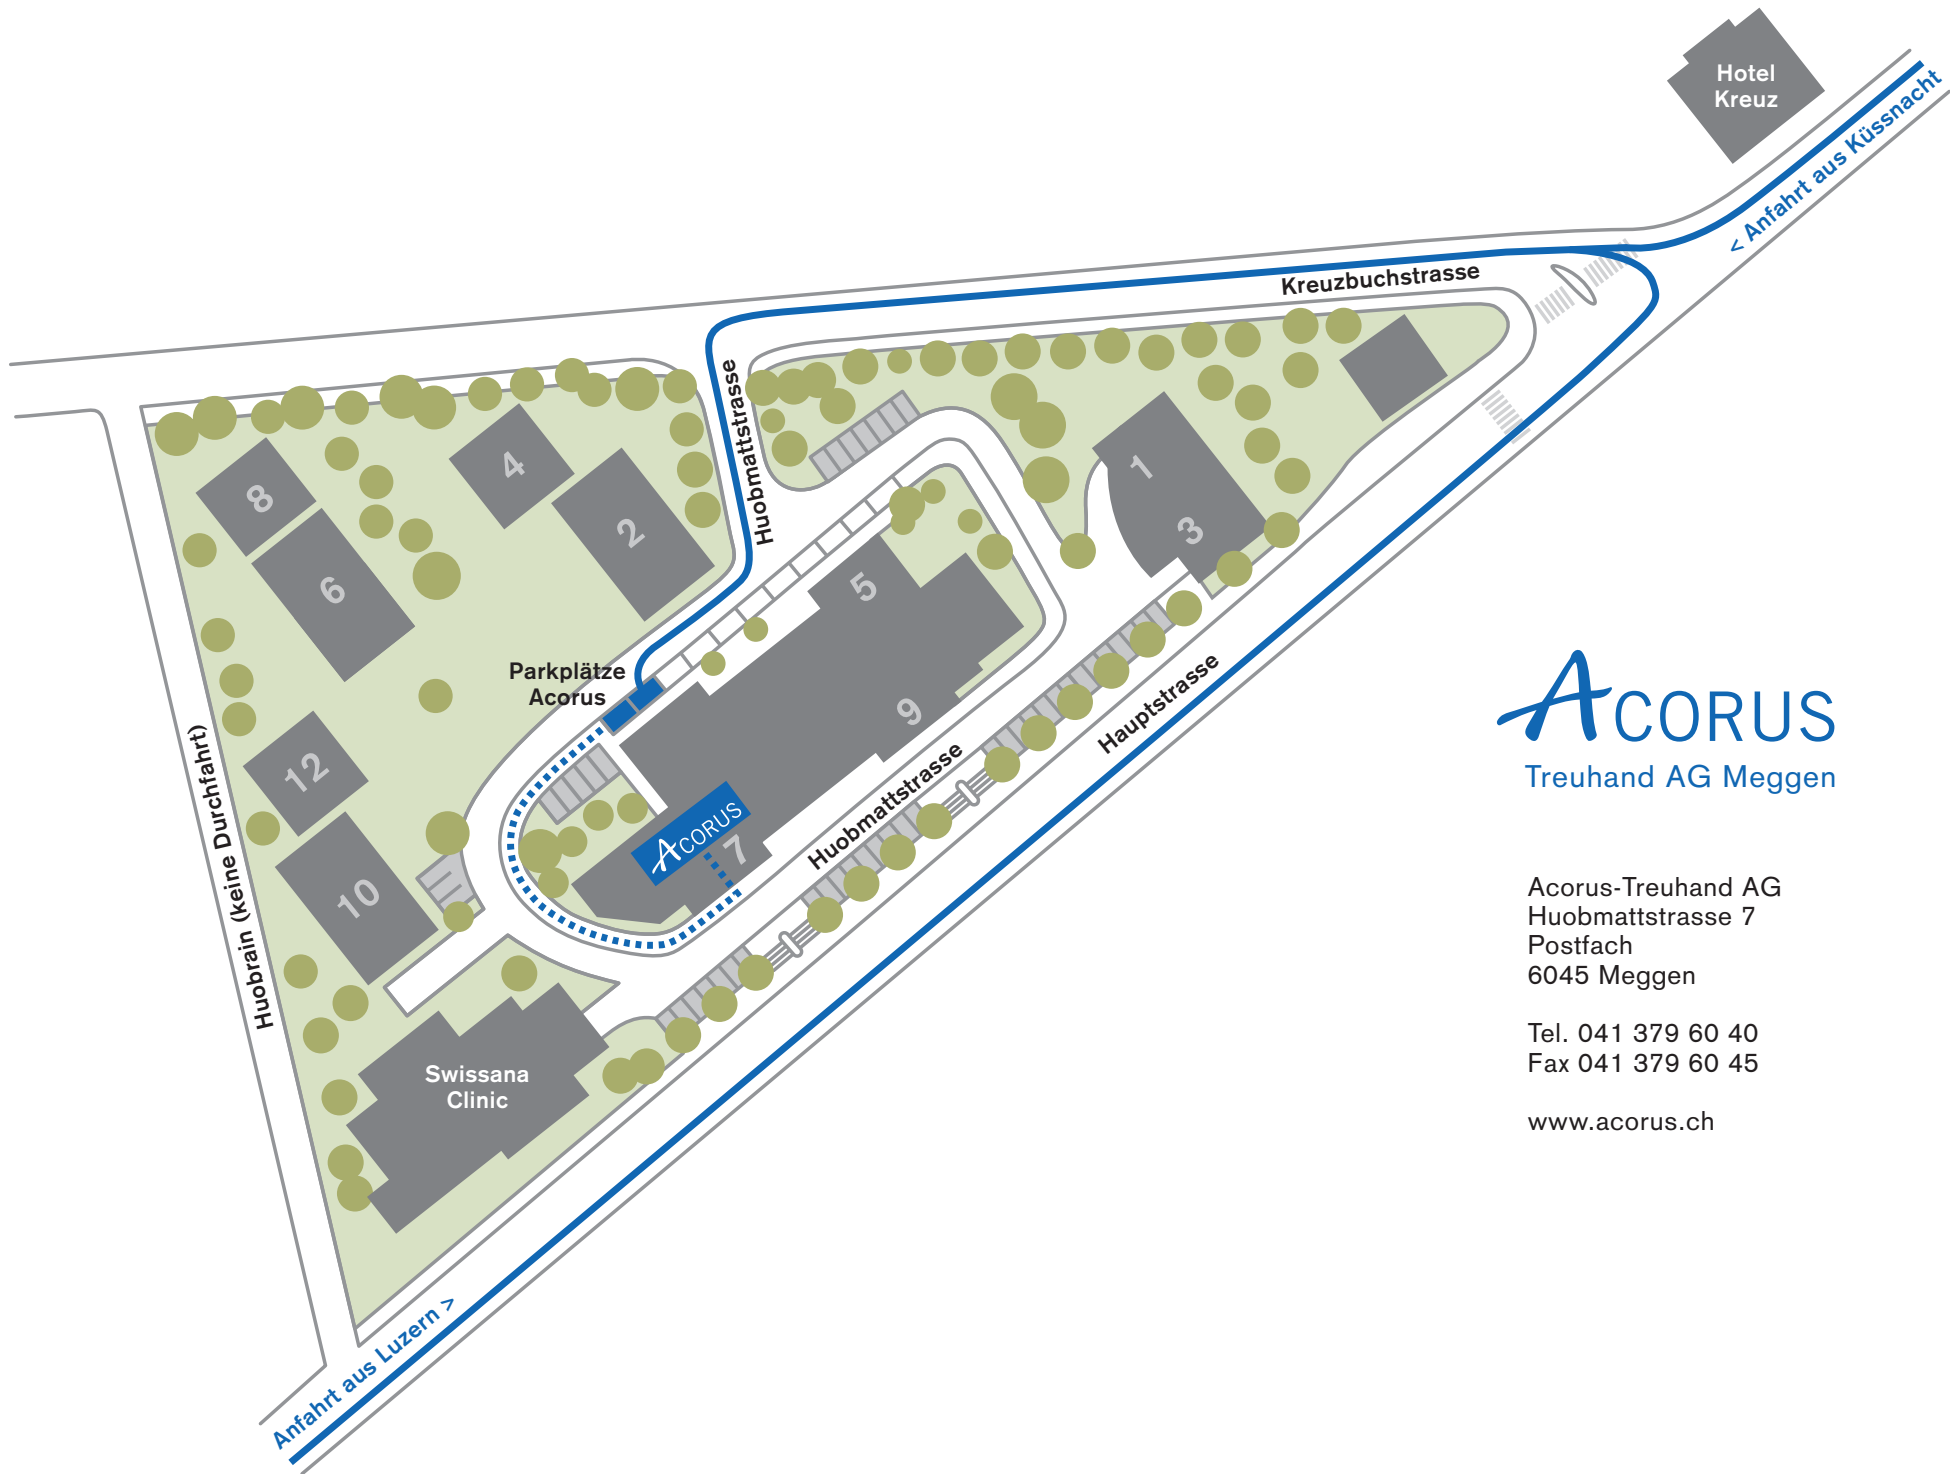 Hotel
Kreuz
< Anfahrt aus Küssnacht
Kreuzbuchstrasse
Huobmattstrasse
4
8
2
6
1
3
5
Parkplätze
Acorus
9
Hauptstrasse
12
Huobrain (keine Durchfahrt)
Huobmattstrasse
ACORUS
7
10
Swissana
Clinic
Anfahrt aus Luzern >
ACORUS
Treuhand AG Meggen
Acorus-Treuhand AG
Huobmattstrasse 7
Postfach
6045 Meggen
Tel. 041 379 60 40
Fax 041 379 60 45
www.acorus.ch